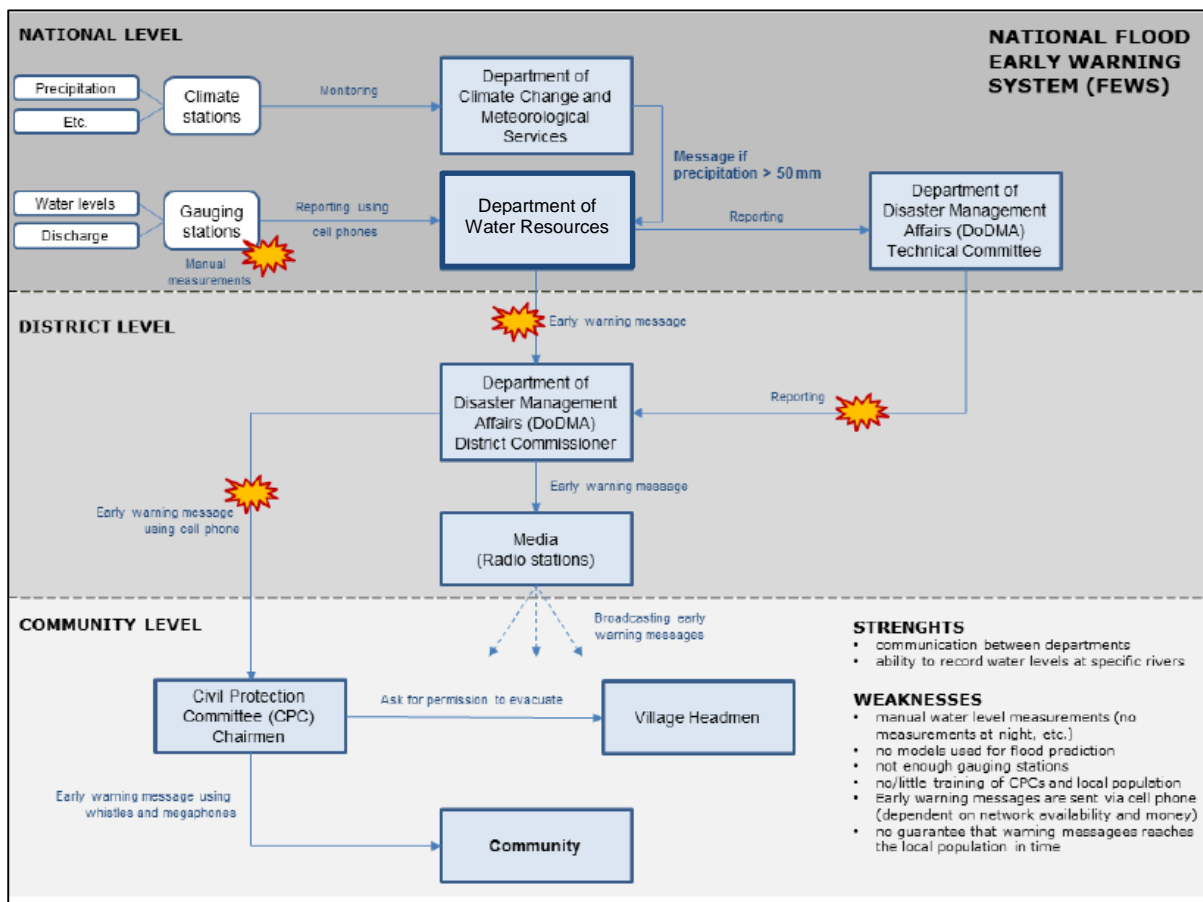 NATIONAL LEVEL
NATIONAL FLOOD
EARLY WARNING
SYSTEM (FEWS)
Precipitation
Etc.
Climate
stations
Monitoring
Department of
Climate Change and
Meteorological
Services
Message if
precipitation > 50 mm
Water levels
Discharge
Gauging
stations
Manual
measurements
Reporting using
cell phones
Department of
Water Resources
Reporting
Department of
Disaster Management
Affairs (DoDMA)
Technical Committee
DISTRICT LEVEL
Early warning message
Department of
Disaster Management
Affairs (DoDMA)
District Commissioner
Reporting
Early warning message
using cell phone
Early warning message
Media
(Radio stations)
COMMUNITY LEVEL
Broadcasting early
warning messages
Civil Protection
Committee (CPC)
Chairmen
Ask for permission to evacuate
Village Headmen
Early warning message using
whistles and megaphones
Community
STRENGHTS
• communication between departments
• ability to record water levels at specific rivers
WEAKNESSES
• manual water level measurements (no
measurements at night, etc.)
• no models used for flood prediction
• not enough gauging stations
• no/little training of CPCs and local population
• Early warning messages are sent via cell phone
(dependent on network availability and money)
• no guarantee that warning messagees reaches
the local population in time